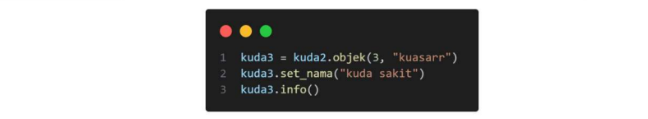 1 kuda3 = kuda2.objek(3, "kuasarr")
2 kuda3.set_nama("kuda sakit")
3 kuda3.info()